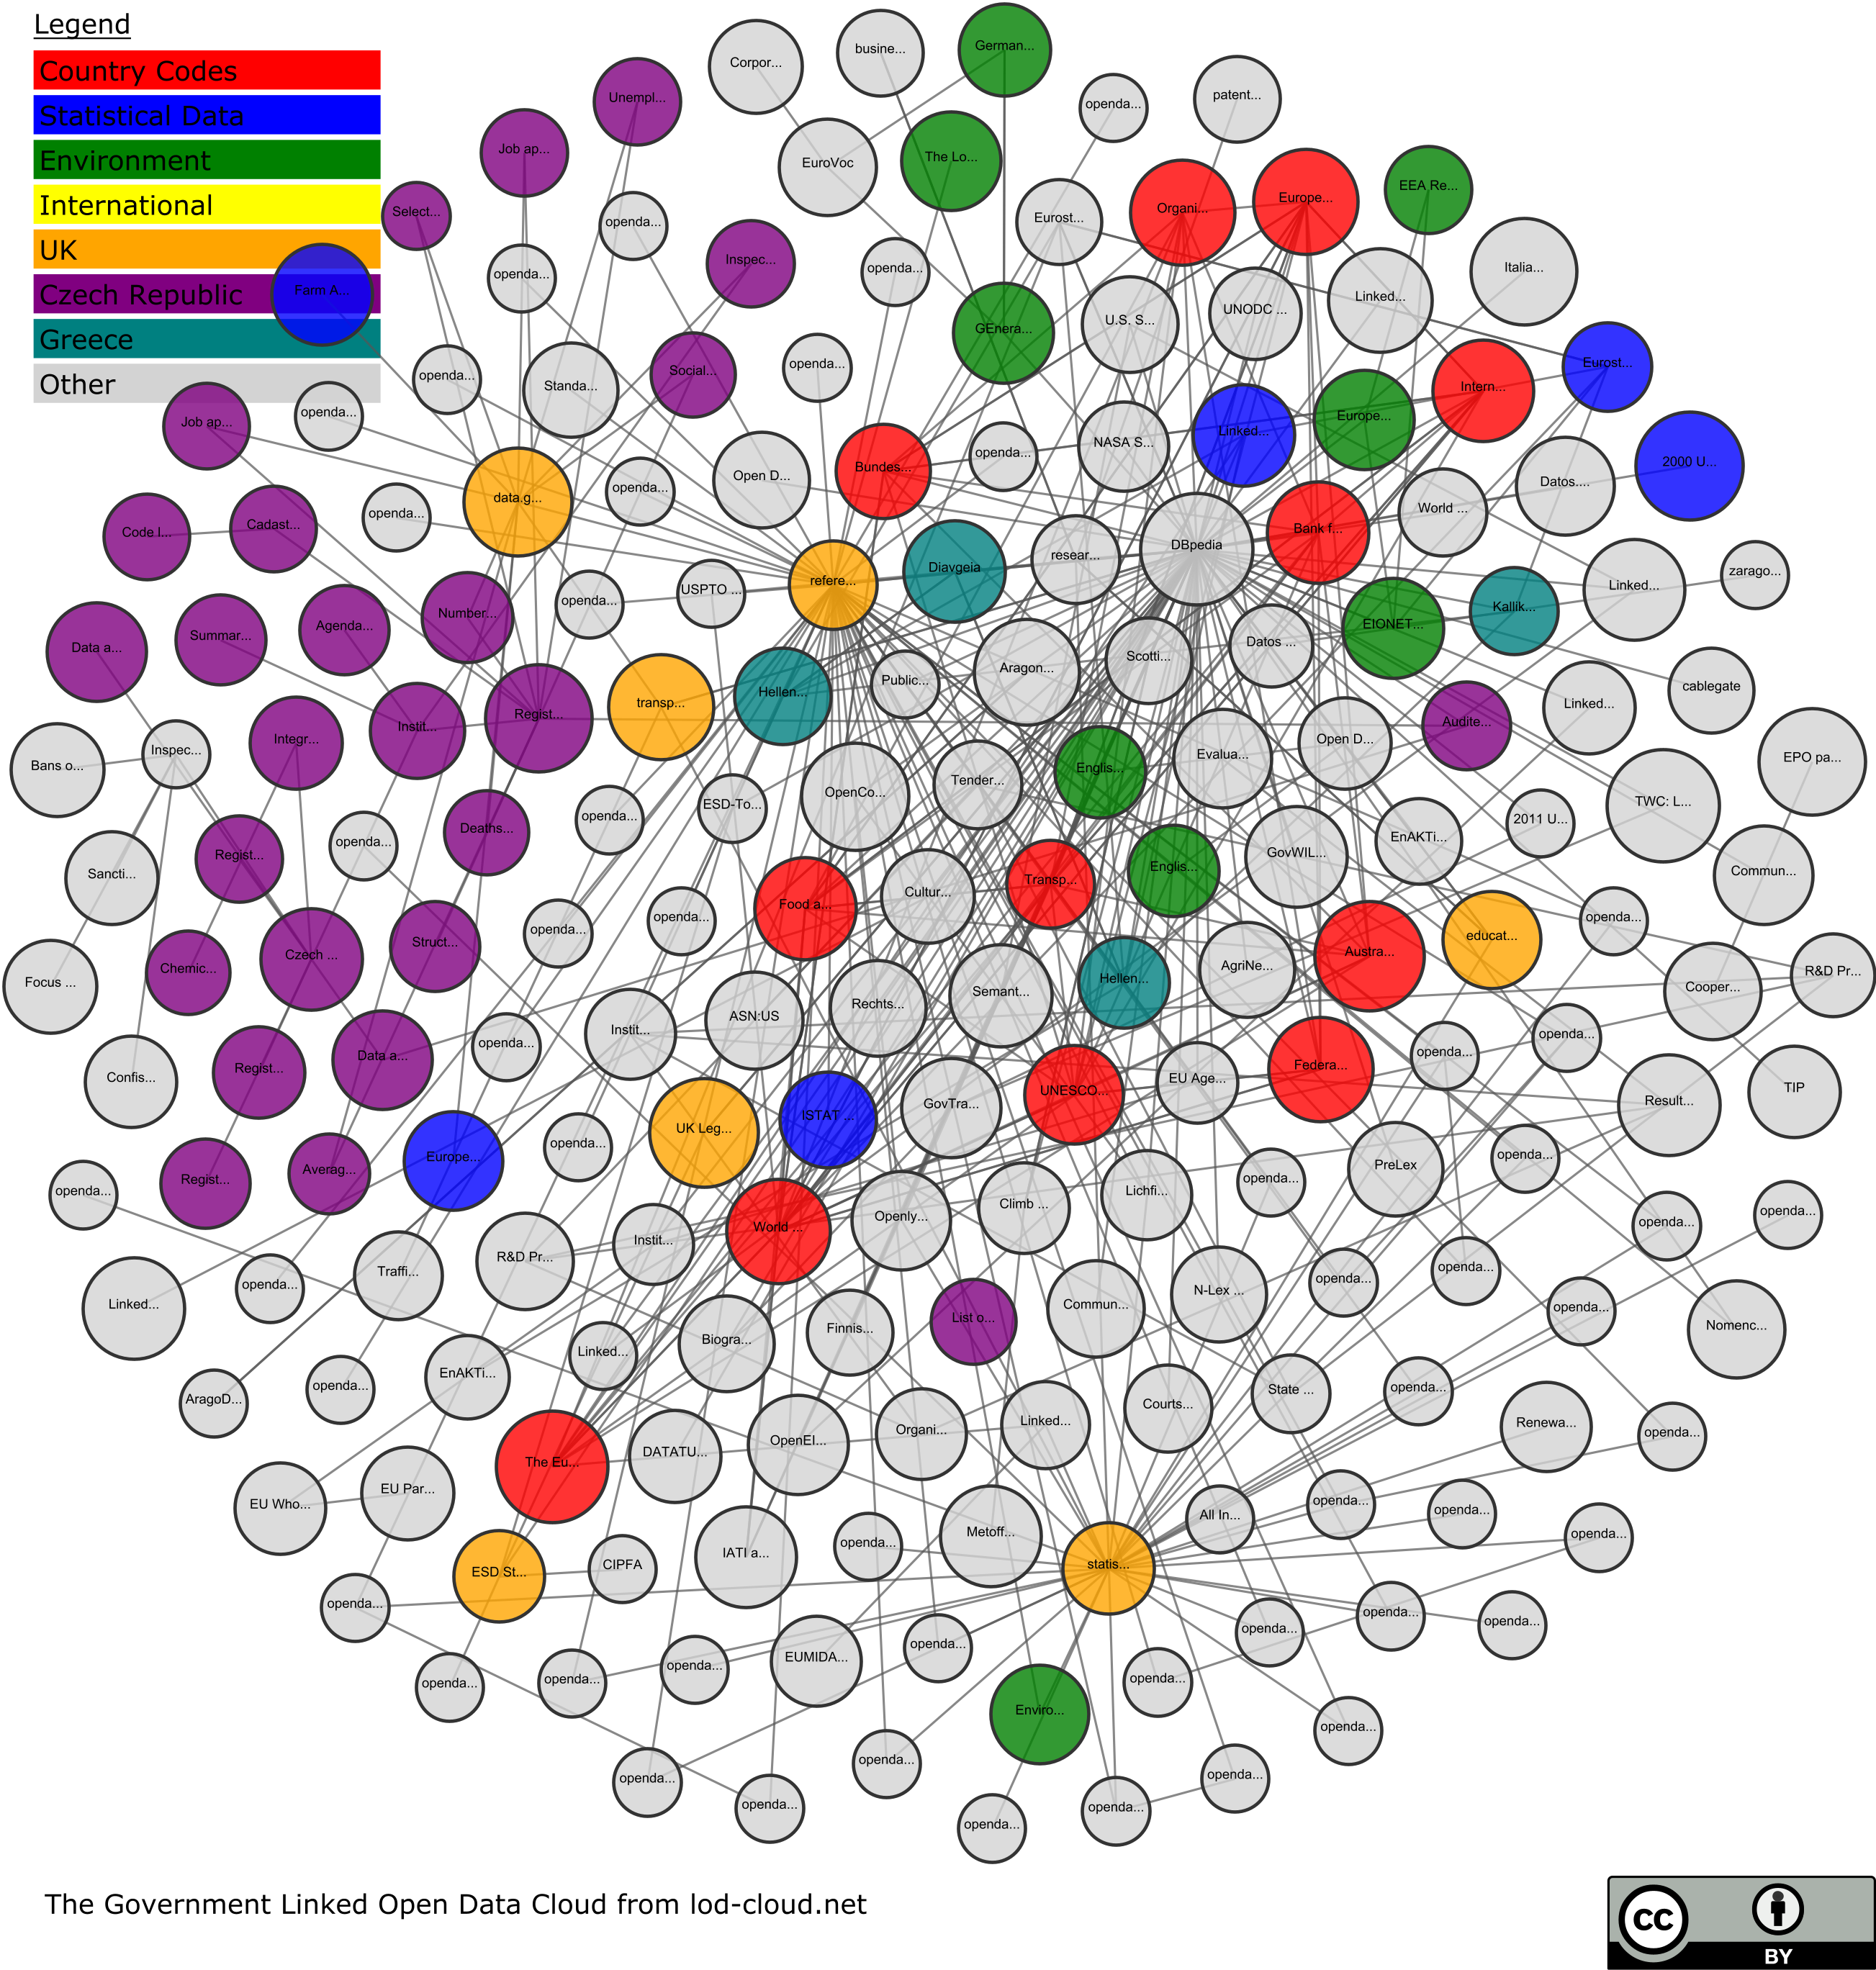 Legend
Country Codes
Statistical Data
Environment
International
UK
Czech Republic
Greece
Other
Corpor...
busine...
German...
openda...
patent...
Unempl...
Job ap...
EuroVoc
The Lo...
Select...
openda...
Eurost...
Organi...
Europe...
EEA Re...
Farm A...
openda...
Inspec...
openda...
GEnera...
U.S. S...
UNODC ...
Linked...
Italia...
openda...
Standa...
Social...
openda...
Eurost...
Intern...
Job ap...
openda...
Bundes...
openda...
NASA S...
Linked...
Europe...
data.g...
openda...
Open D...
World ...
Datos....
2000 U...
Code l...
Cadast...
openda...
refere...
Diavgeia
resear...
DBpedia
Bank f...
Linked...
zarago...
Data a...
Summar...
Agenda...
Number...
openda...
USPTO ...
Aragon...
Scotti...
Datos ...
EIONET...
Kallik...
Instit...
Regist...
transp...
Hellen...
Public...
Audite...
Linked...
cablegate
Bans o...
Inspec...
Integr...
OpenCo...
Tender...
Englis...
Evalua...
Open D...
EPO pa...
Sancti...
Regist...
openda...
Deaths...
openda...
ESD-To...
GovWIL...
EnAKTi...
2011 U...
TWC: L...
Commun...
Focus ...
Chemic...
Czech ...
Struct...
openda...
openda...
Food a...
Cultur...
Transp...
Englis...
Austra...
educat...
openda...
Confis...
Regist...
Data a...
openda...
Instit...
ASN:US
Rechts...
Semant...
Hellen...
AgriNe...
Cooper...
R&D Pr...
openda...
Regist...
Averag...
Europe...
openda...
UK Leg...
ISTAT ...
GovTra...
UNESCO...
EU Age...
Federa...
openda...
openda...
Result...
TIP
Linked...
openda...
Traffi...
R&D Pr...
Instit...
World ...
Openly...
Climb ...
Lichfi...
openda...
PreLex
openda...
openda...
openda...
AragoD...
openda...
EnAKTi...
Linked...
Biogra...
Finnis...
List o...
Commun...
N-Lex ...
openda...
openda...
openda...
Nomenc...
EU Who...
EU Par...
The Eu...
DATATU...
OpenEI...
Organi...
Linked...
Courts...
State ...
openda...
Renewa...
openda...
openda...
ESD St...
CIPFA
IATI a...
openda...
Metoff...
statis...
All In...
openda...
openda...
openda...
openda...
openda...
openda...
EUMIDA...
openda...
openda...
openda...
openda...
openda...
openda...
openda...
openda...
Enviro...
openda...
openda...
openda...
openda...
The Government Linked Open Data Cloud from lod-cloud.net
CC
BY